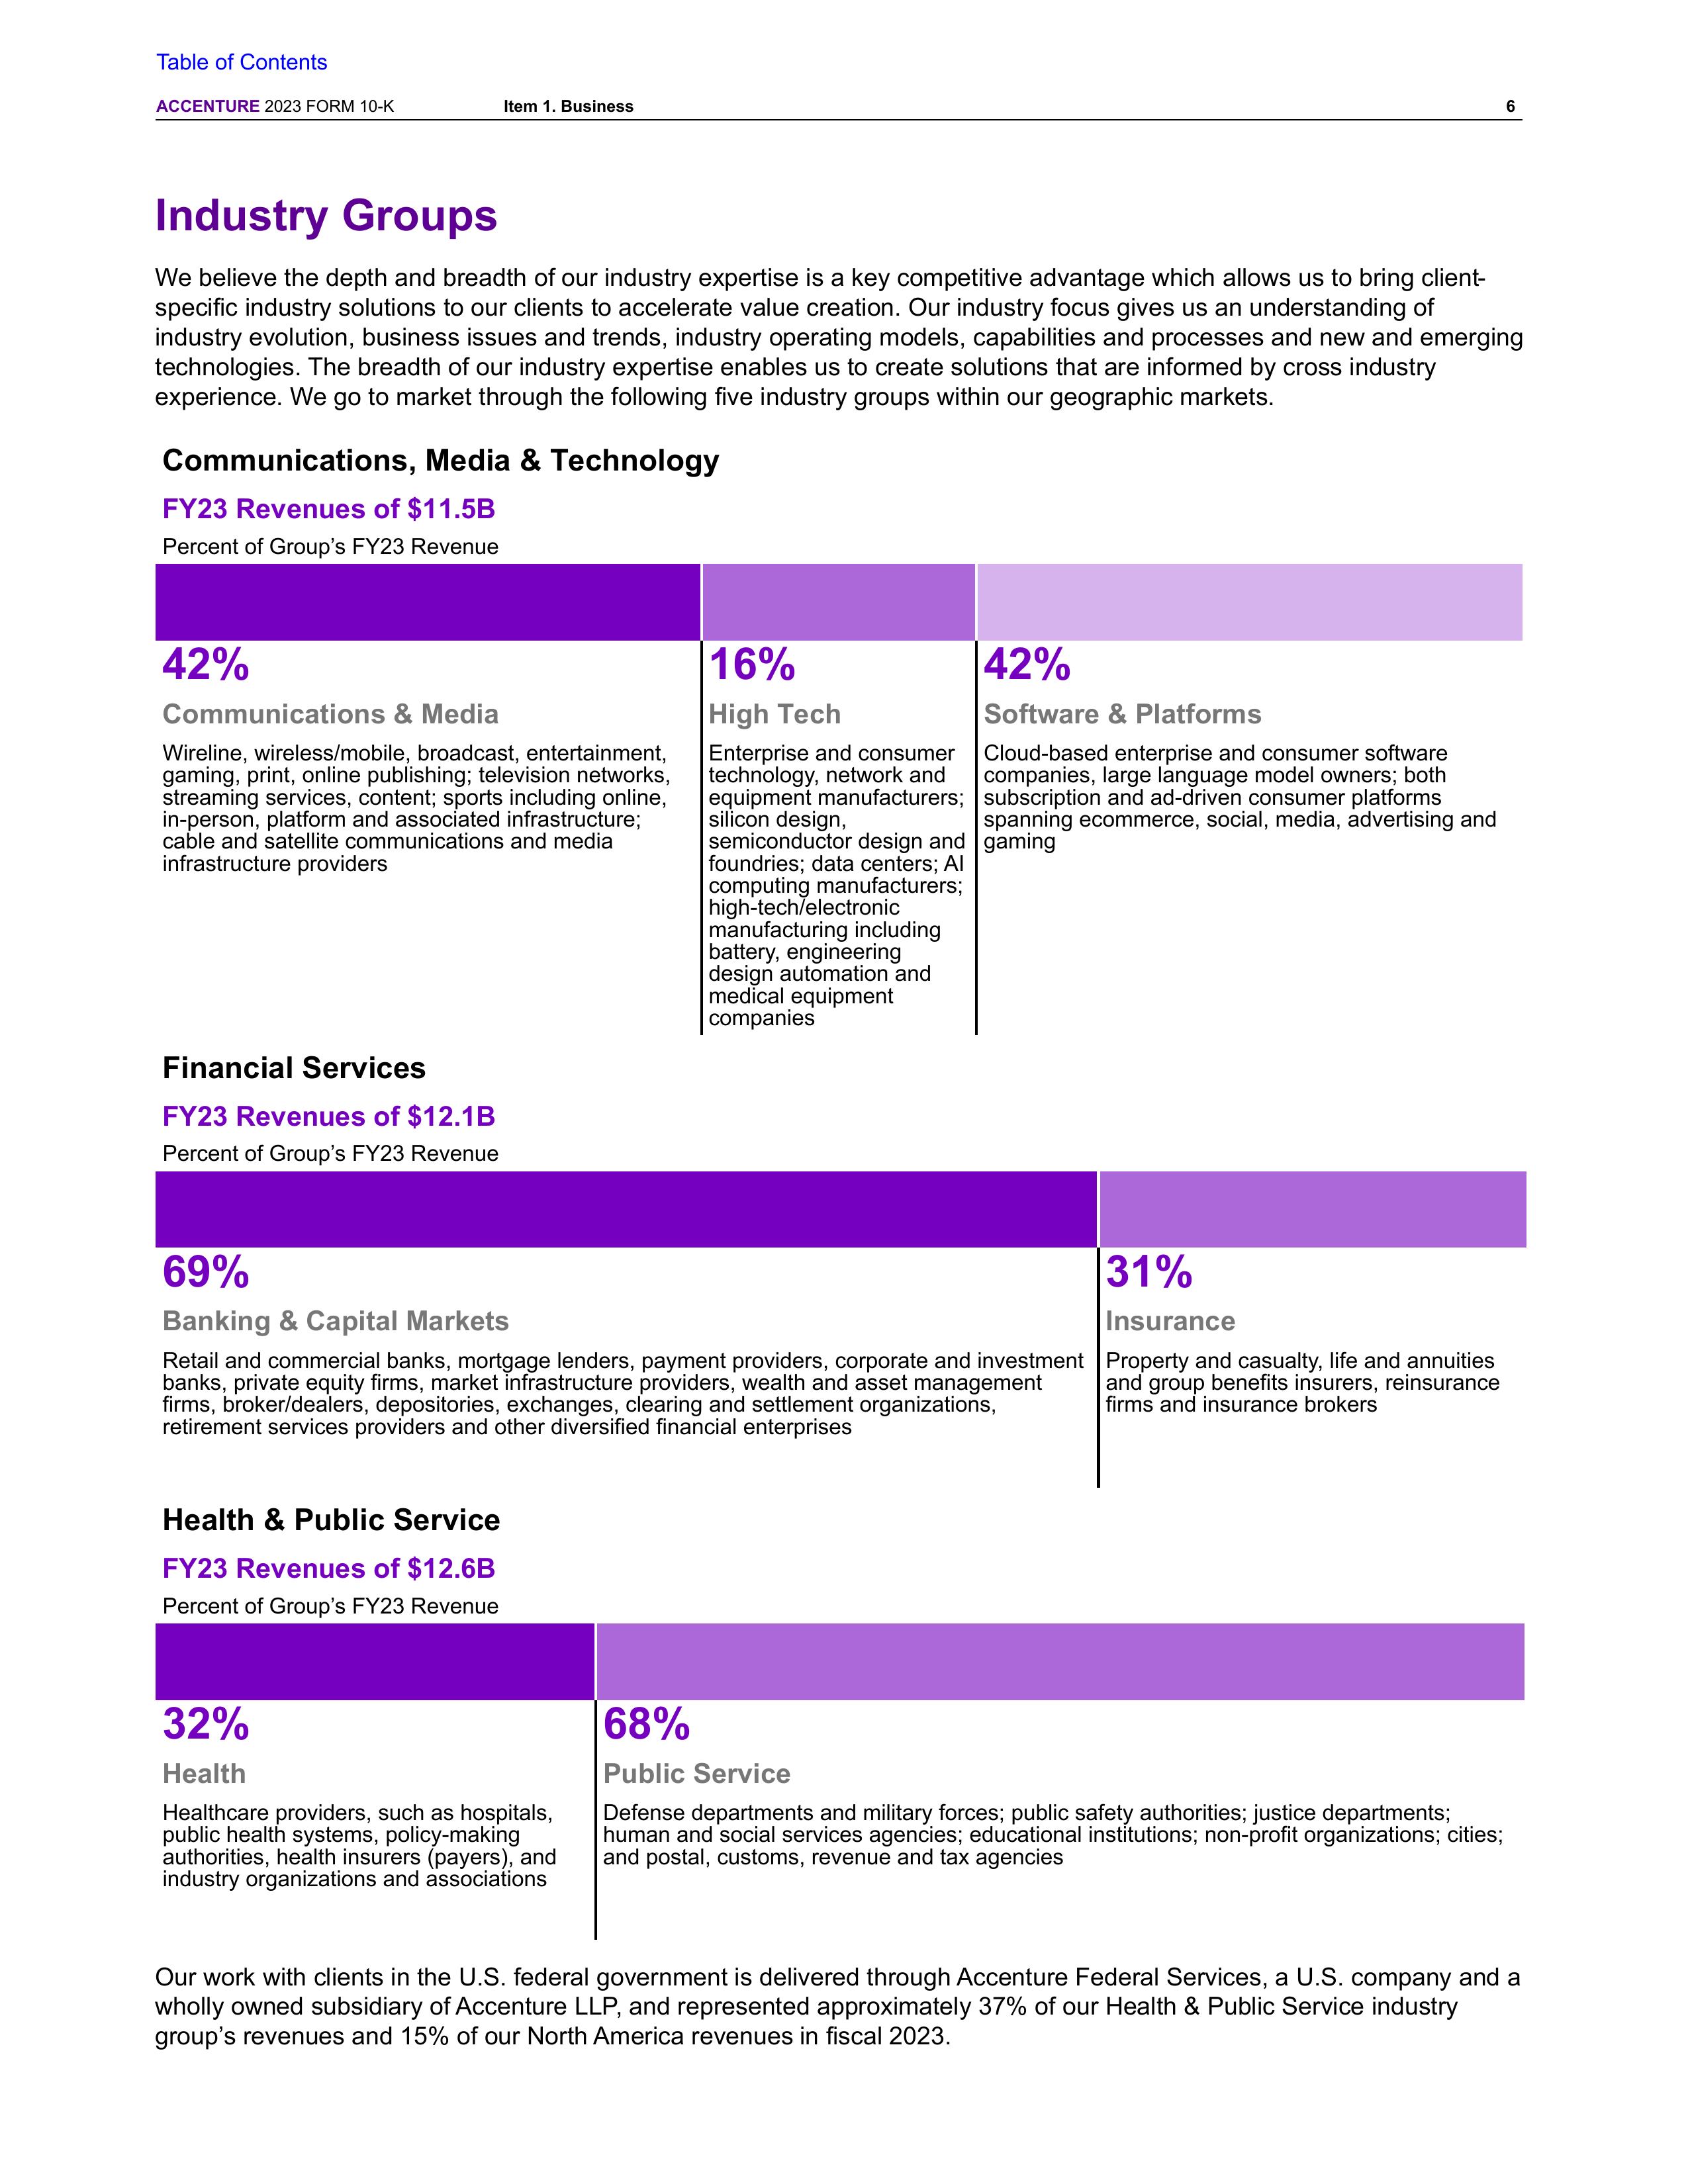 Table of Contents
ACCENTURE 2023 FORM 10-K Item 1. Business 6
Industry Groups
We believe the depth and breadth of our industry expertise is a key competitive advantage which allows us to bring client-
specific industry solutions to our clients to accelerate value creation. Our industry focus gives us an understanding of
industry evolution, business issues and trends, industry operating models, capabilities and processes and new and emerging
technologies. The breadth of our industry expertise enables us to create solutions that are informed by cross industry
experience. We go to market through the following five industry groups within our geographic markets.
Communications, Media & Technology
FY23 Revenues of $11.5B
Percent of Group’s FY23 Revenue
42%
Communications & Media
Wireline, wireless/mobile, broadcast, entertainment,
gaming, print, online publishing; television networks,
streaming services, content; sports including online,
in-person, platform and associated infrastructure;
cable and satellite communications and media
infrastructure providers
16%
High Tech
Enterprise and consumer
technology, network and
equipment manufacturers;
silicon design,
semiconductor design and
foundries; data centers; AI
computing manufacturers;
high-tech/electronic
manufacturing including
battery, engineering
design automation and
medical equipment
companies
42%
Software & Platforms
Cloud-based enterprise and consumer software
companies, large language model owners; both
subscription and ad-driven consumer platforms
spanning ecommerce, social, media, advertising and
gaming
Financial Services
FY23 Revenues of $12.1B
Percent of Group’s FY23 Revenue
69%
Banking & Capital Markets
Retail and commercial banks, mortgage lenders, payment providers, corporate and investment
banks, private equity firms, market infrastructure providers, wealth and asset management
firms, broker/dealers, depositories, exchanges, clearing and settlement organizations,
retirement services providers and other diversified financial enterprises
31%
Insurance
Property and casualty, life and annuities
and group benefits insurers, reinsurance
firms and insurance brokers
Health & Public Service
FY23 Revenues of $12.6B
Percent of Group’s FY23 Revenue
32%
Health
Healthcare providers, such as hospitals,
public health systems, policy-making
authorities, health insurers (payers), and
industry organizations and associations
68%
Public Service
Defense departments and military forces; public safety authorities; justice departments;
human and social services agencies; educational institutions; non-profit organizations; cities;
and postal, customs, revenue and tax agencies
Our work with clients in the U.S. federal government is delivered through Accenture Federal Services, a U.S. company and a
wholly owned subsidiary of Accenture LLP, and represented approximately 37% of our Health & Public Service industry
group’s revenues and 15% of our North America revenues in fiscal 2023.